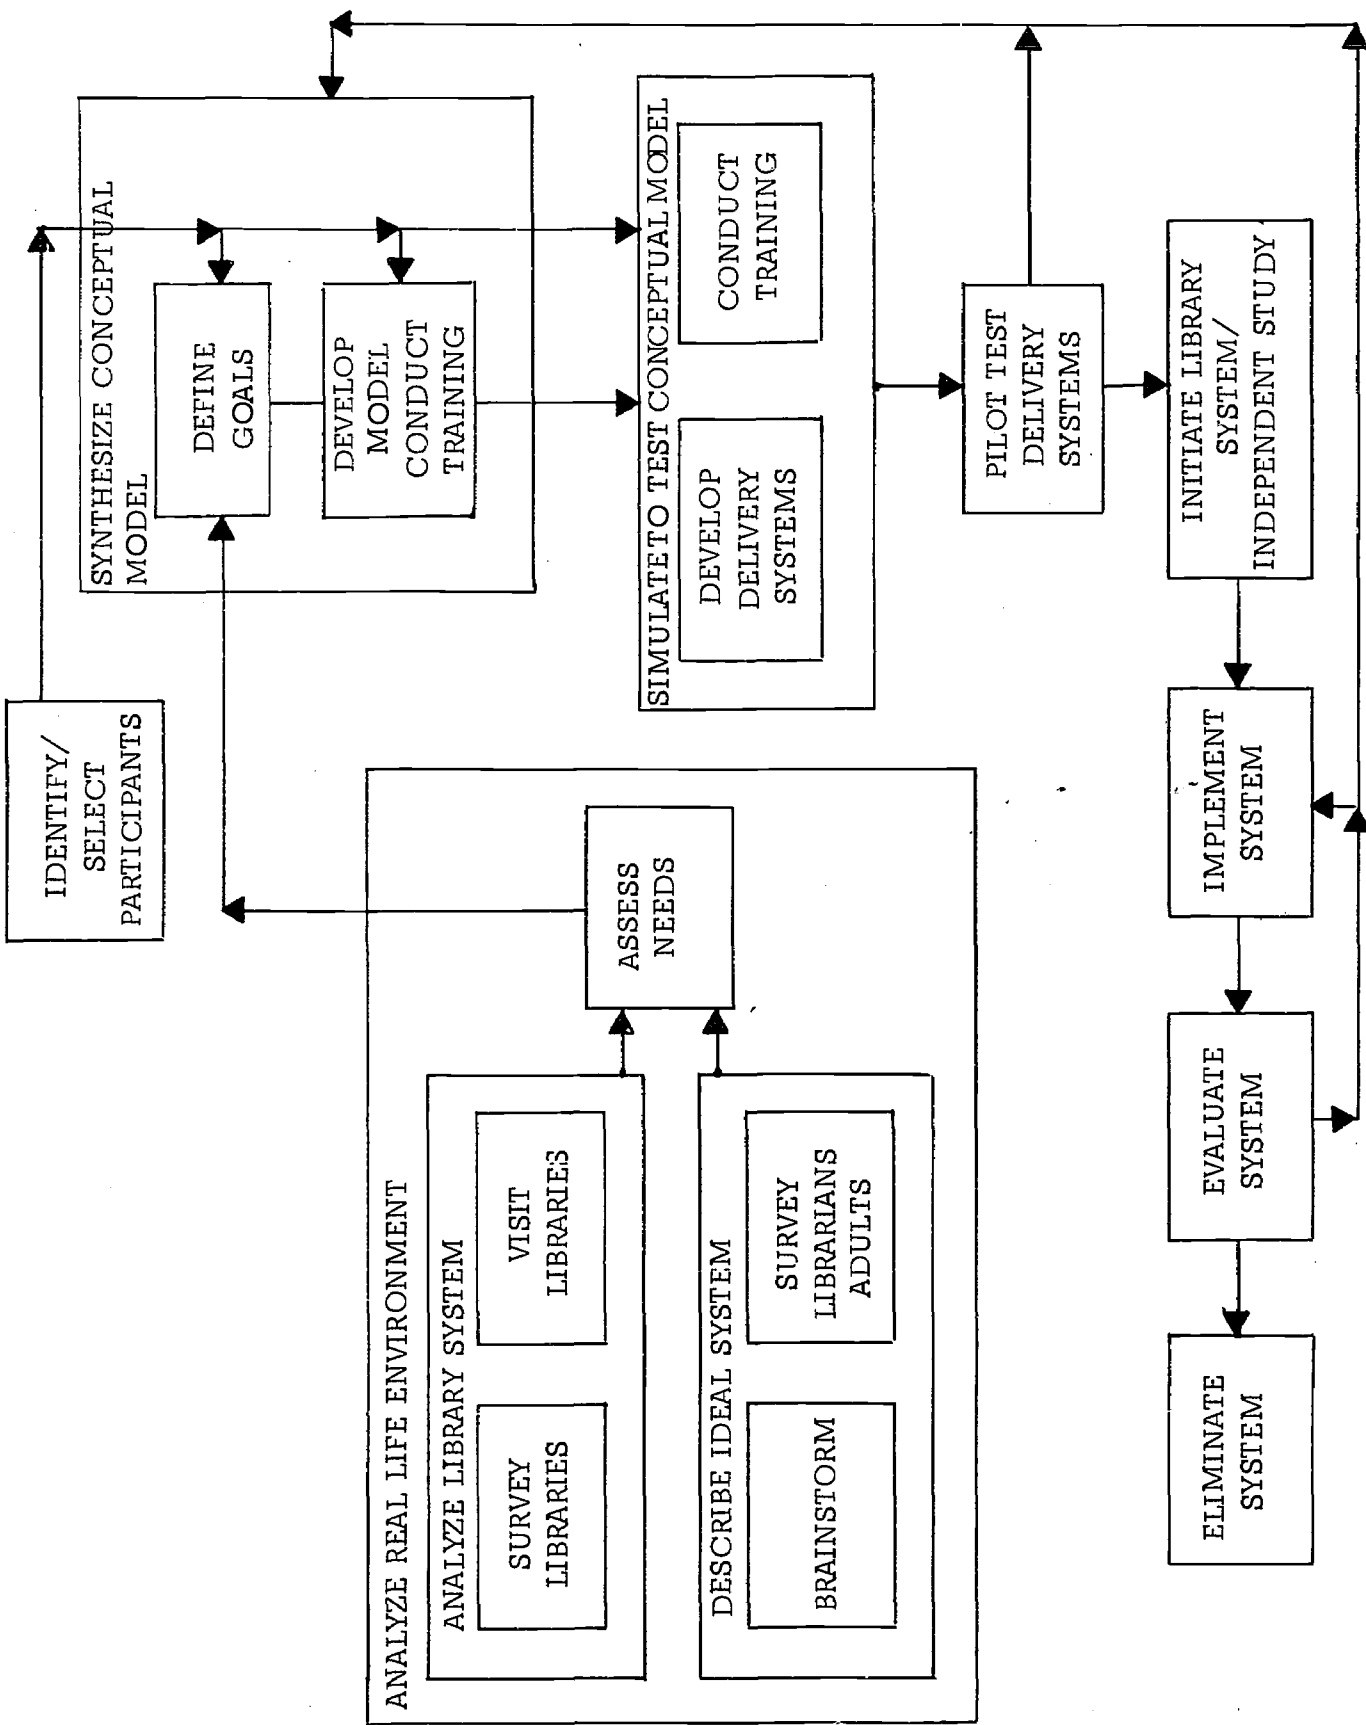 IDENTIFY/
SELECT
PARTICIPANTS
SYNTHESIZE CONCEPTUAL
MODEL
DEFINE
GOALS
DEVELOP
MODEL
CONDUCT
TRAINING
ANALYZE REAL LIFE ENVIRONMENT
ANALYZE LIBRARY SYSTEM
SURVEY
LIBRARIES
VISIT
LIBRARIES
DESCRIBE IDEAL SYSTEM
BRAINSTORM
SURVEY
LIBRARIANS
ADULTS
ASSESS
NEEDS
SIMULATE TO TEST CONCEPTUAL MODEL
DEVELOP
DELIVERY
SYSTEMS
CONDUCT
TRAINING
PILOT TEST
DELIVERY
SYSTEMS
INITIATE LIBRARY
SYSTEM/
INDEPENDENT STUDY
IMPLEMENT
SYSTEM
EVALUATE
SYSTEM
ELIMINATE
SYSTEM